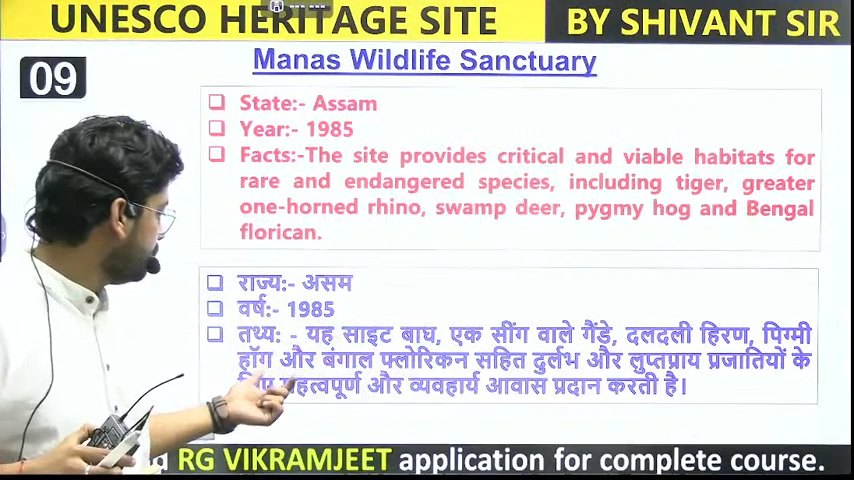 UNESCO HERITAGE SITE
BY SHIVANT SIR
Manas Wildlife Sanctuary
09
❑ State:- Assam
❑ Year:- 1985
❑ Facts:-The site provides critical and viable habitats for
rare and endangered species, including tiger, greater
one-horned rhino, swamp deer, pygmy hog and Bengal
florican.
❑ राज्य:- असम
❑ वर्ष:- 1985
❑ तथ्य: - यह साइट बाघ, एक सींग वाले गैंडे, दलदली हिरण, पिग्मी
हॉग और बंगाल फ्लोरिकन सहित दुर्लभ और लुप्तप्राय प्रजातियों के
महत्वपूर्ण और व्यवहार्य आवास प्रदान करती है।
RG VIKRAMJEET application for complete course.